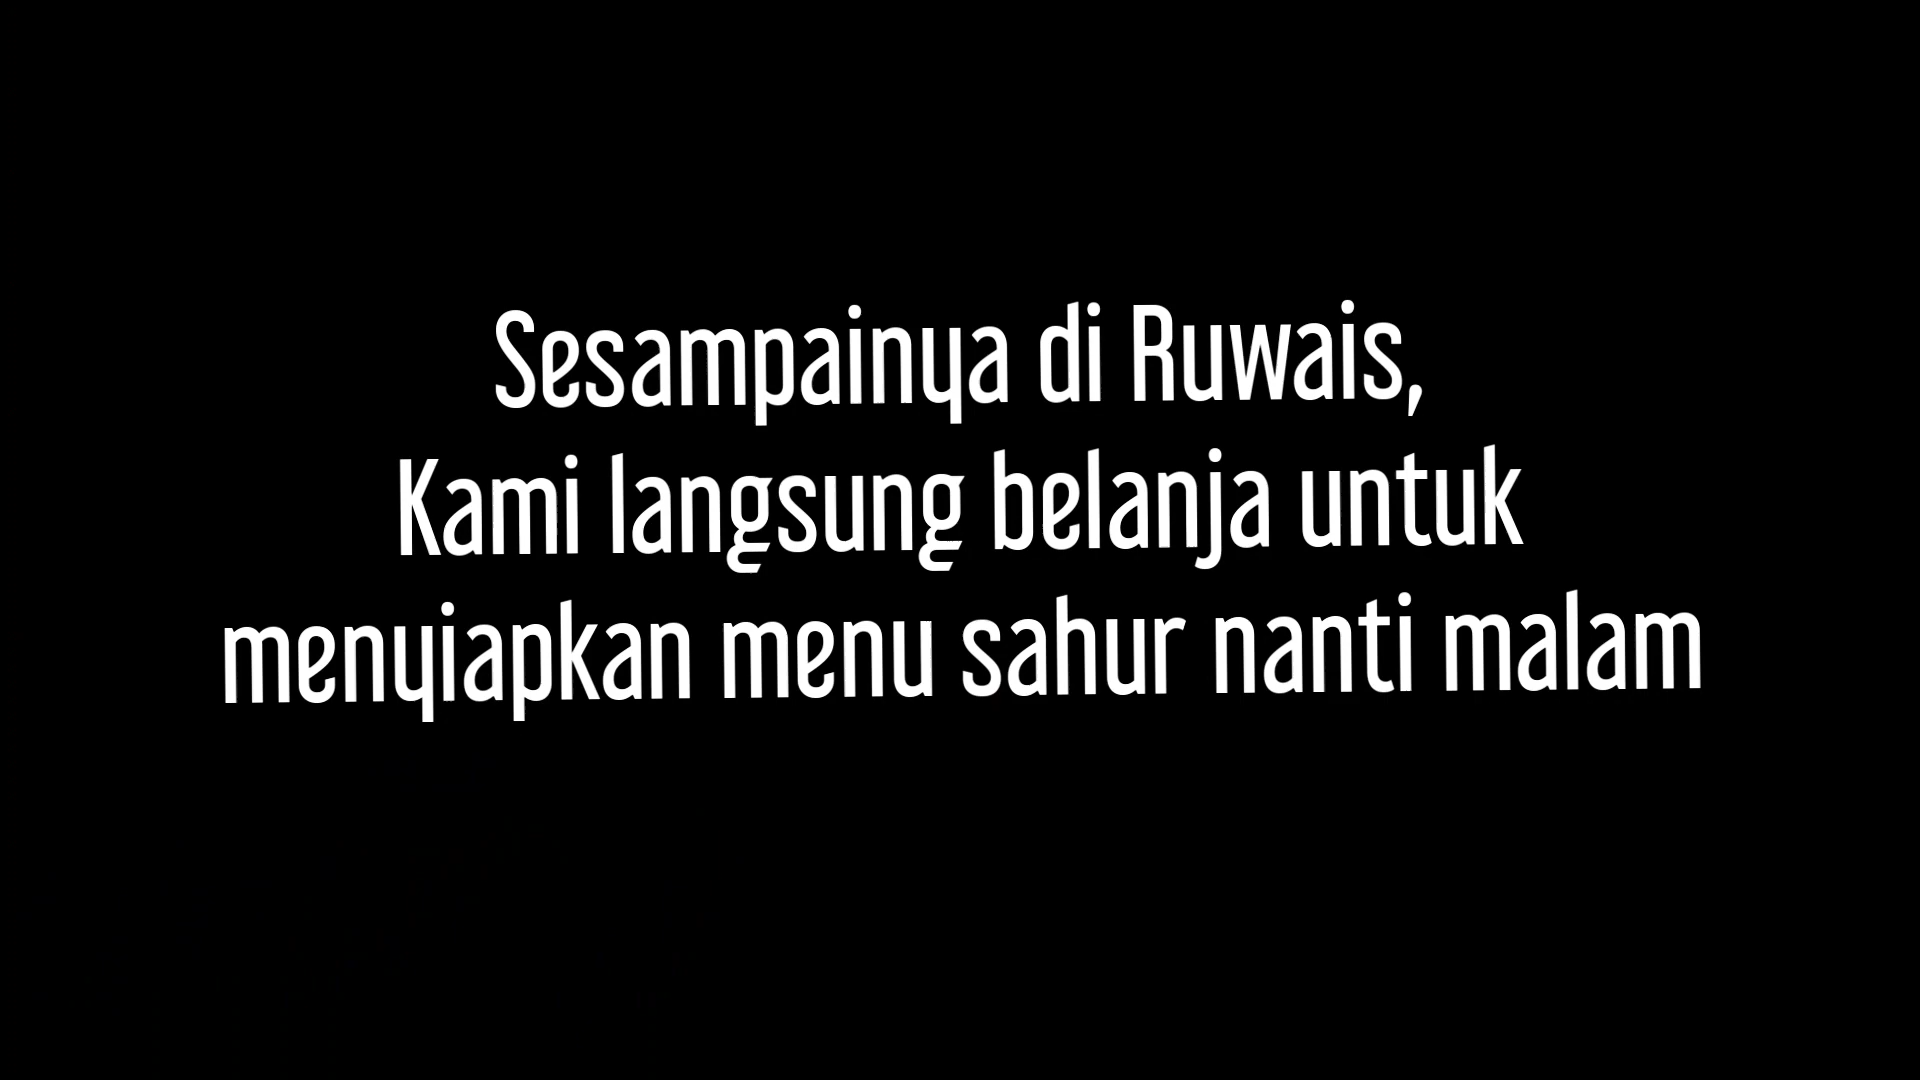 Sesampainya di Ruwais,
Kami langsung belanja untuk
menyiapkan menu sahur nanti malam